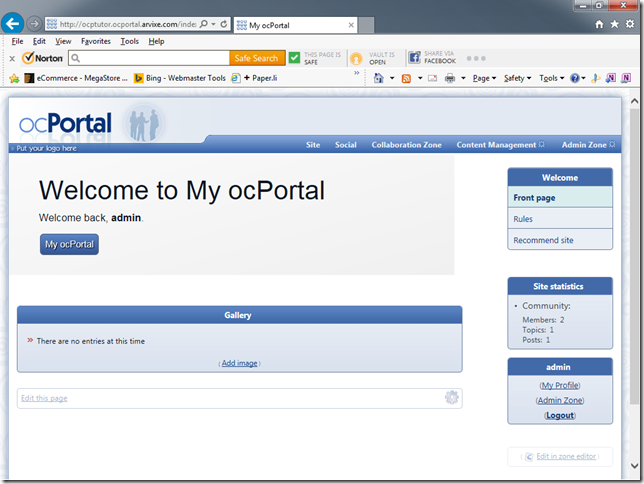 http://ocptutor.ocportal.arvixe.com/inde
My ocPortal
File Edit View Favorites Tools Help
Norton
Safe Search
THIS PAGE IS
SAFE
VAULT IS
OPEN
SHARE VIA
FACEBOOK
eCommerce - MegaStore ...
Bing - Webmaster Tools
+ Paper.li
Page
Safety
Tools
ocPortal
Put your logo here
Site Social Collaboration Zone Content Management Admin Zone
Welcome to My ocPortal
Welcome back, admin.
My ocPortal
Gallery
» There are no entries at this time
( Add image )
Edit this page
Welcome
Front page
Rules
Recommend site
Site statistics
• Community:
Members: 2
Topics: 1
Posts: 1
admin
(My Profile)
(Admin Zone)
(Logout)
( Edit in zone editor )